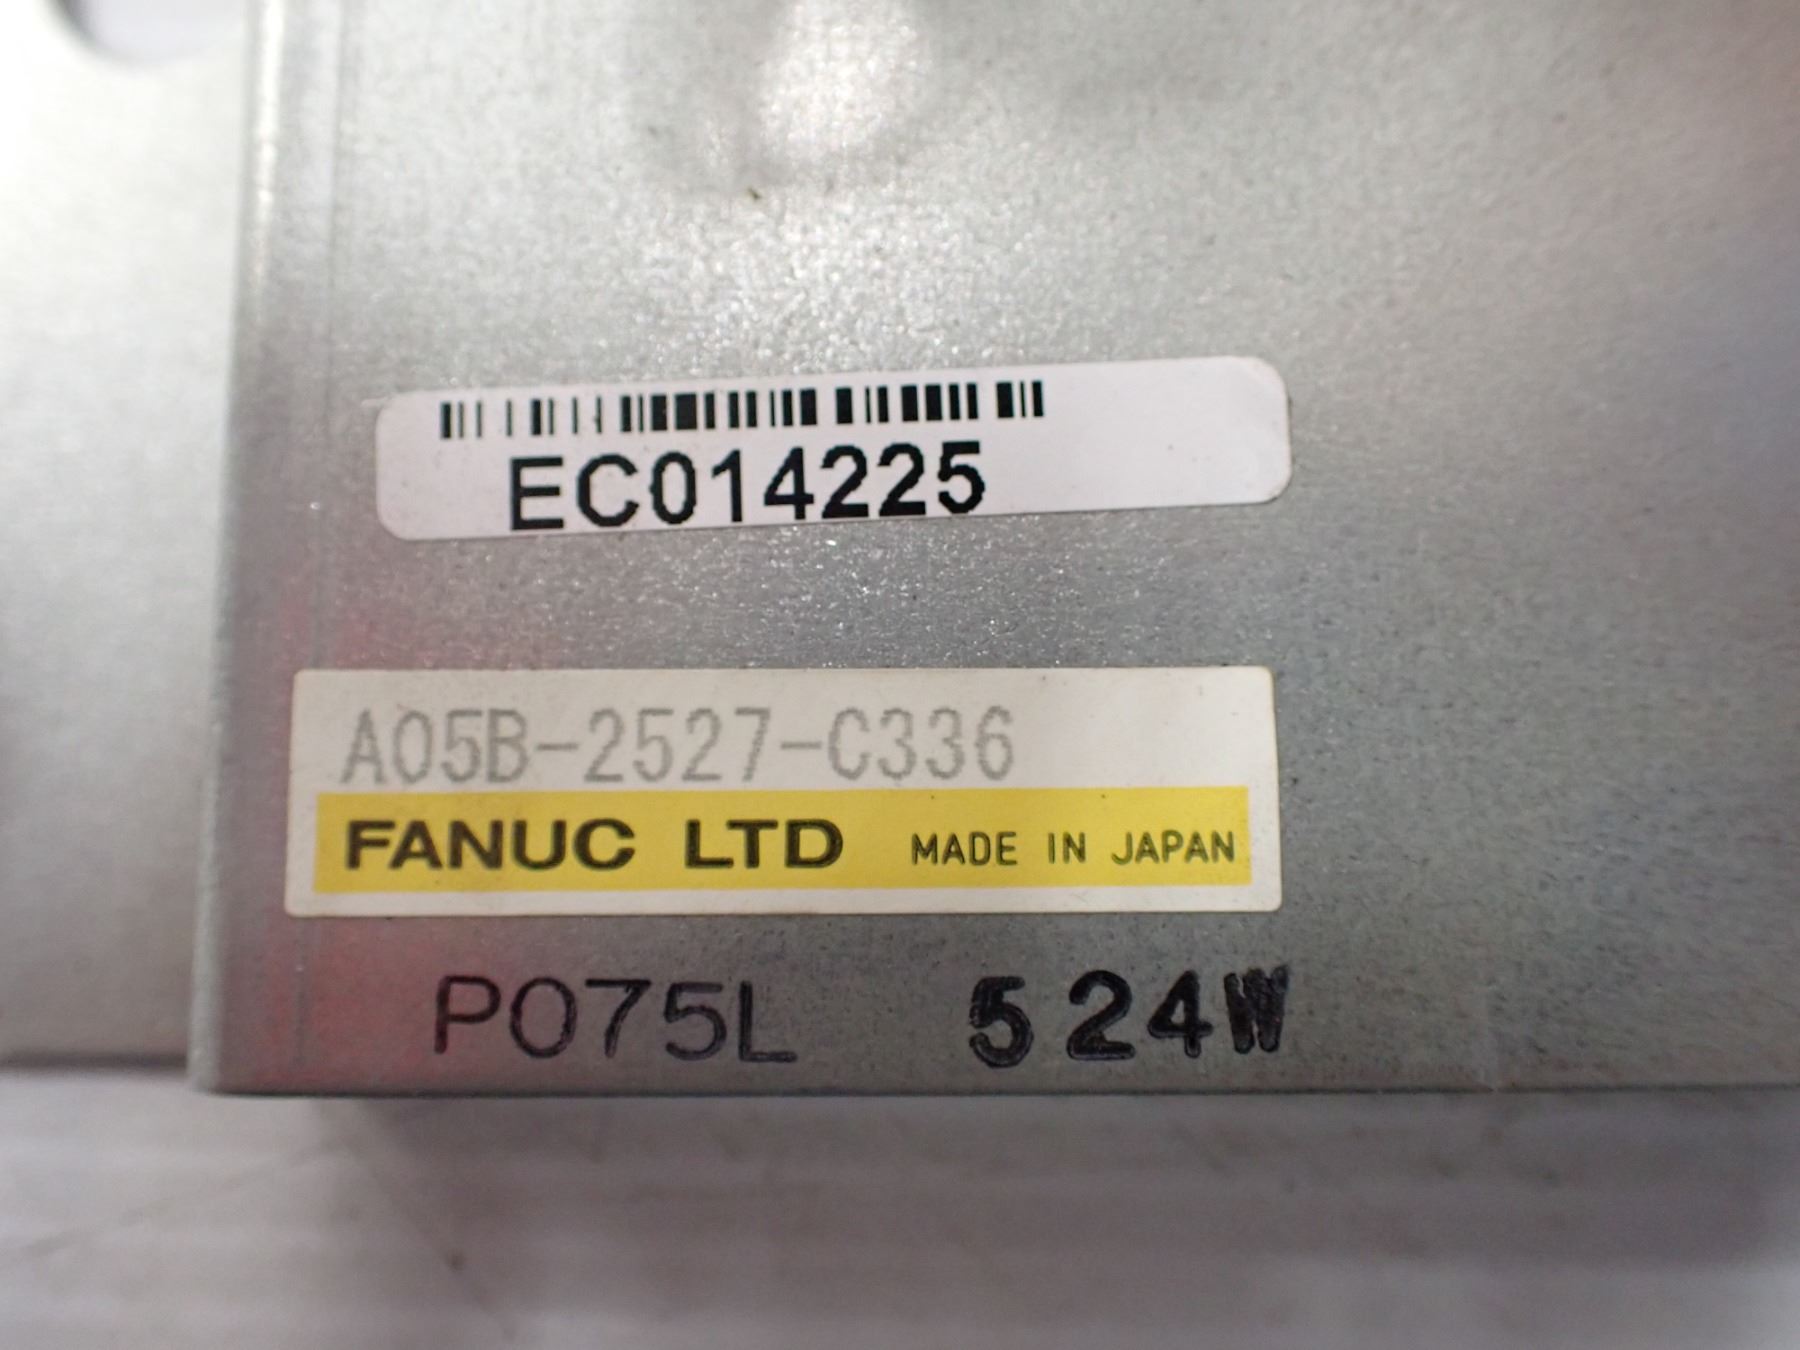 EC014225
A05B-2527-C336
FANUC LTD MADE IN JAPAN
P075L 524W